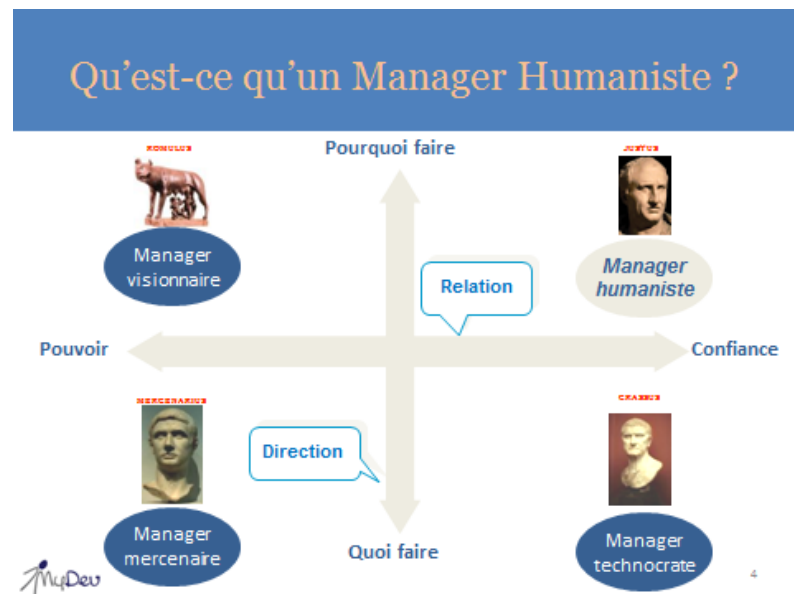 Qu'est-ce qu'un Manager Humaniste ?
ROMULUS
Pourquoi faire
JUSTUS
Manager
visionnaire
Manager
humaniste
Relation
Pouvoir
Confiance
MERCENARIUS
CRASSUS
Direction
Manager
mercenaire
Quoi faire
Manager
technocrate
MyDev
4